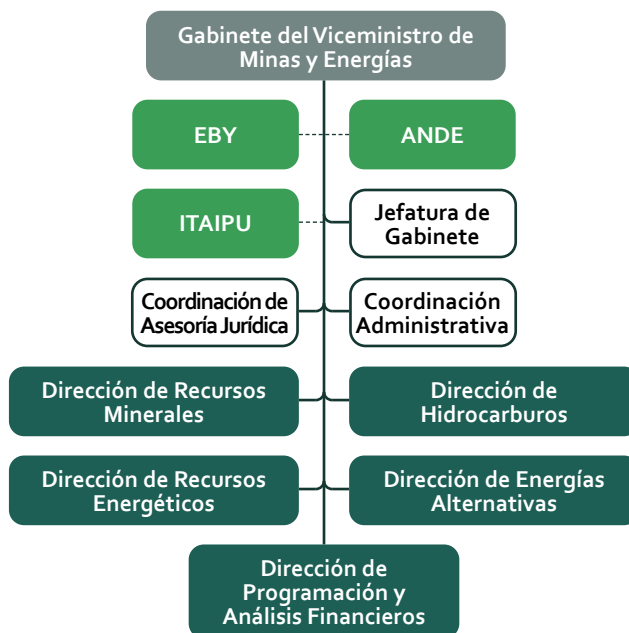 Gabinete del Viceministro de
Minas y Energías
EBY
ANDE
ITAIPU
Jefatura de
Gabinete
Coordinación de
Asesoría Jurídica
Coordinación
Administrativa
Dirección de Recursos
Minerales
Dirección de
Hidrocarburos
Dirección de Recursos
Energéticos
Dirección de Energías
Alternativas
Dirección de
Programación y
Análisis Financieros